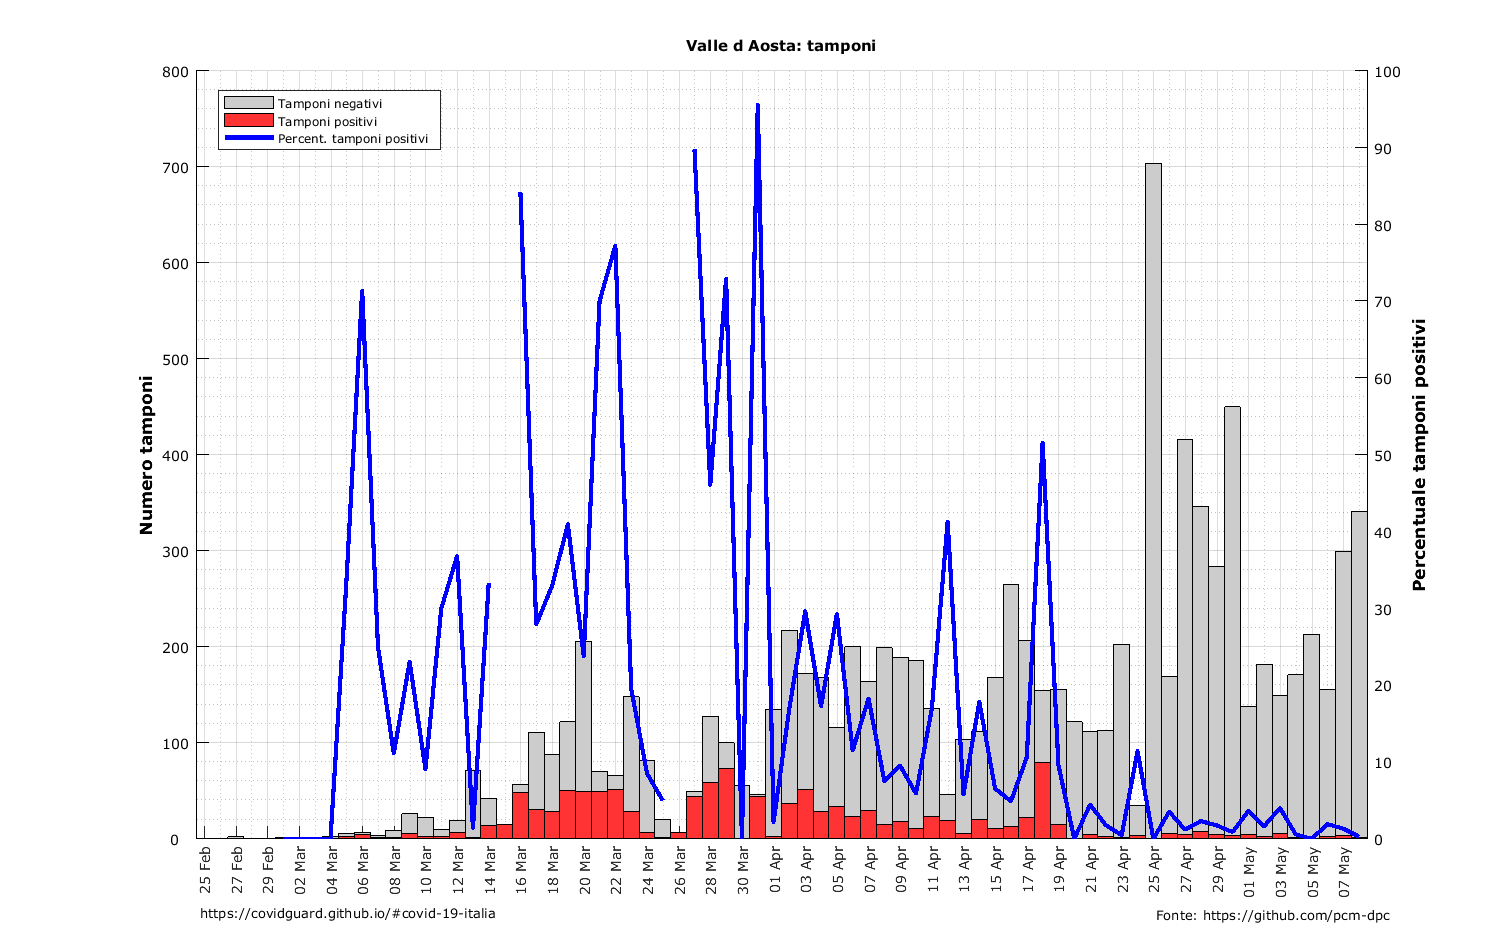 Valle d Aosta: tamponi
Tamponi negativi
Tamponi positivi
Percent. tamponi positivi
Numero tamponi
800
700
600
500
400
300
200
100
0
Percentuale tamponi positivi
100
90
80
70
60
50
40
30
20
10
0
25 Feb
27 Feb
29 Feb
02 Mar
04 Mar
06 Mar
08 Mar
10 Mar
12 Mar
14 Mar
16 Mar
18 Mar
20 Mar
22 Mar
24 Mar
26 Mar
28 Mar
30 Mar
01 Apr
03 Apr
05 Apr
07 Apr
09 Apr
11 Apr
13 Apr
15 Apr
17 Apr
19 Apr
21 Apr
23 Apr
25 Apr
27 Apr
29 Apr
01 May
03 May
05 May
07 May
https://covidguard.github.io/#covid-19-italia
Fonte: https://github.com/pcm-dpc